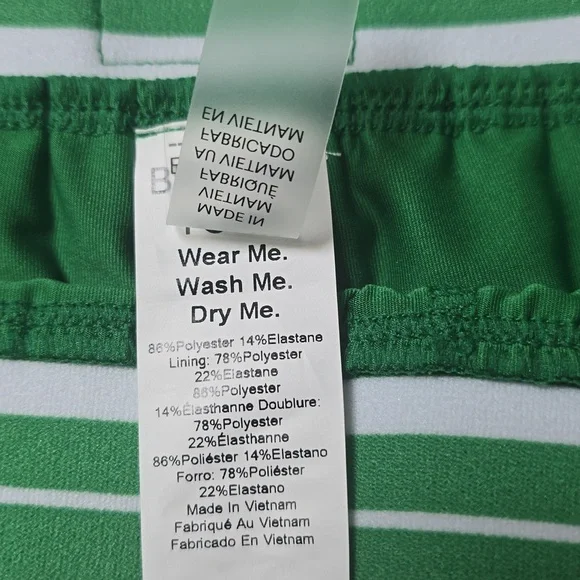 MADE IN
VIETNAM
FABRIQUÉ
AU VIETNAM
FABRICADO
EN VIETNAM
Wear Me.
Wash Me.
Dry Me.
86%Polyester 14%Elastane
Lining: 78%Polyester
22%Elastane
86%Polyester
14%Élasthanne Doublure:
78%Polyester
22%Élasthanne
86%Poliéster 14%Elastano
Forro: 78%Poliéster
22%Elastano
Made In Vietnam
Fabriqué Au Vietnam
Fabricado En Vietnam